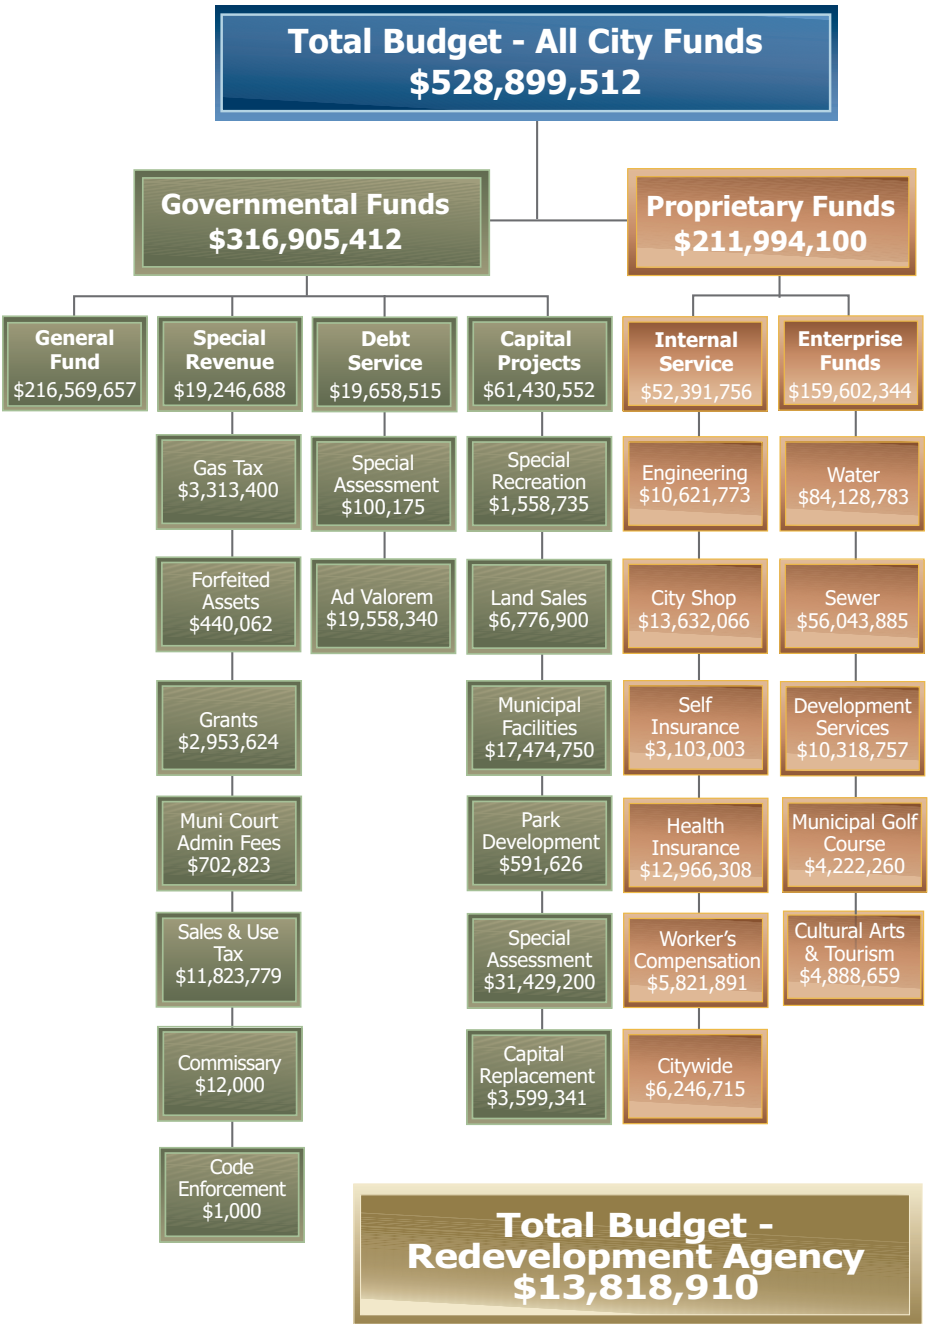 Total Budget - All City Funds
$528,899,512
Governmental Funds
$316,905,412
Proprietary Funds
$211,994,100
General
Fund
$216,569,657
Special
Revenue
$19,246,688
Debt
Service
$19,658,515
Capital
Projects
$61,430,552
Internal
Service
$52,391,756
Enterprise
Funds
$159,602,344
Gas Tax
$3,313,400
Forfeited
Assets
$440,062
Grants
$2,953,624
Muni Court
Admin Fees
$702,823
Sales & Use
Tax
$11,823,779
Commissary
$12,000
Code
Enforcement
$1,000
Special
Assessment
$100,175
Ad Valorem
$19,558,340
Special
Recreation
$1,558,735
Land Sales
$6,776,900
Municipal
Facilities
$17,474,750
Park
Development
$591,626
Special
Assessment
$31,429,200
Capital
Replacement
$3,599,341
Engineering
$10,621,773
City Shop
$13,632,066
Self
Insurance
$3,103,003
Health
Insurance
$12,966,308
Worker's
Compensation
$5,821,891
Citywide
$6,246,715
Water
$84,128,783
Sewer
$56,043,885
Development
Services
$10,318,757
Municipal Golf
Course
$4,222,260
Cultural Arts
& Tourism
$4,888,659
Total Budget -
Redevelopment Agency
$13,818,910